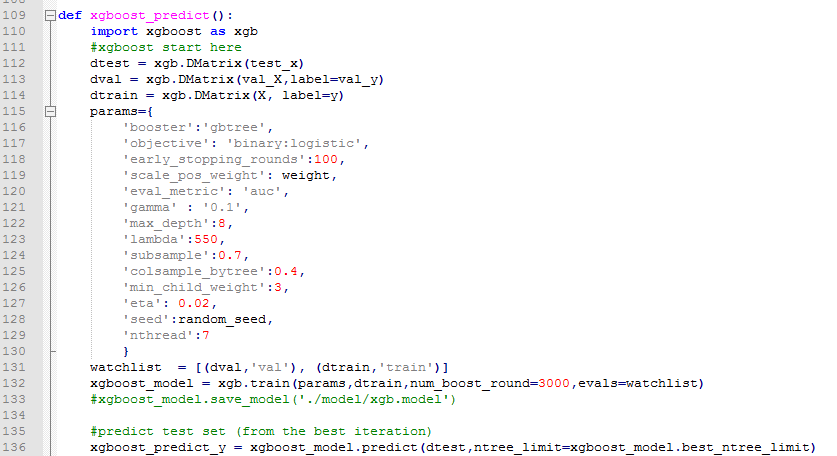 109 def xgboost_predict():
110     import xgboost as xgb
111     #xgboost start here
112     dtest = xgb.DMatrix(test_x)
113     dval = xgb.DMatrix(val_X,label=val_y)
114     dtrain = xgb.DMatrix(X, label=y)
115     params={
116         'booster':'gbtree',
117         'objective': 'binary:logistic',
118         'early_stopping_rounds':100,
119         'scale_pos_weight': weight,
120         'eval_metric': 'auc',
121         'gamma' : '0.1',
122         'max_depth':8,
123         'lambda':550,
124         'subsample':0.7,
125         'colsample_bytree':0.4,
126         'min_child_weight':3,
127         'eta': 0.02,
128         'seed':random_seed,
129         'nthread':7
130         }
131     watchlist  = [(dval,'val'), (dtrain,'train')]
132     xgboost_model = xgb.train(params,dtrain,num_boost_round=3000,evals=watchlist)
133     #xgboost_model.save_model('./model/xgb.model')
134
135     #predict test set (from the best iteration)
136     xgboost_predict_y = xgboost_model.predict(dtest,ntree_limit=xgboost_model.best_ntree_limit)